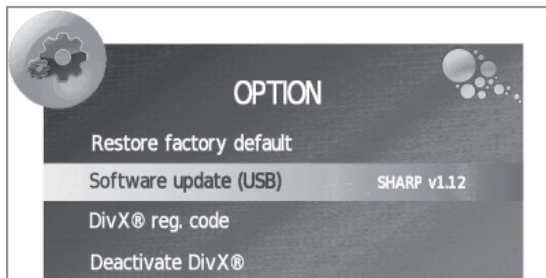 OPTION
Restore factory default
Software update (USB) SHARP v1.12
DivX® reg. code
Deactivate DivX®